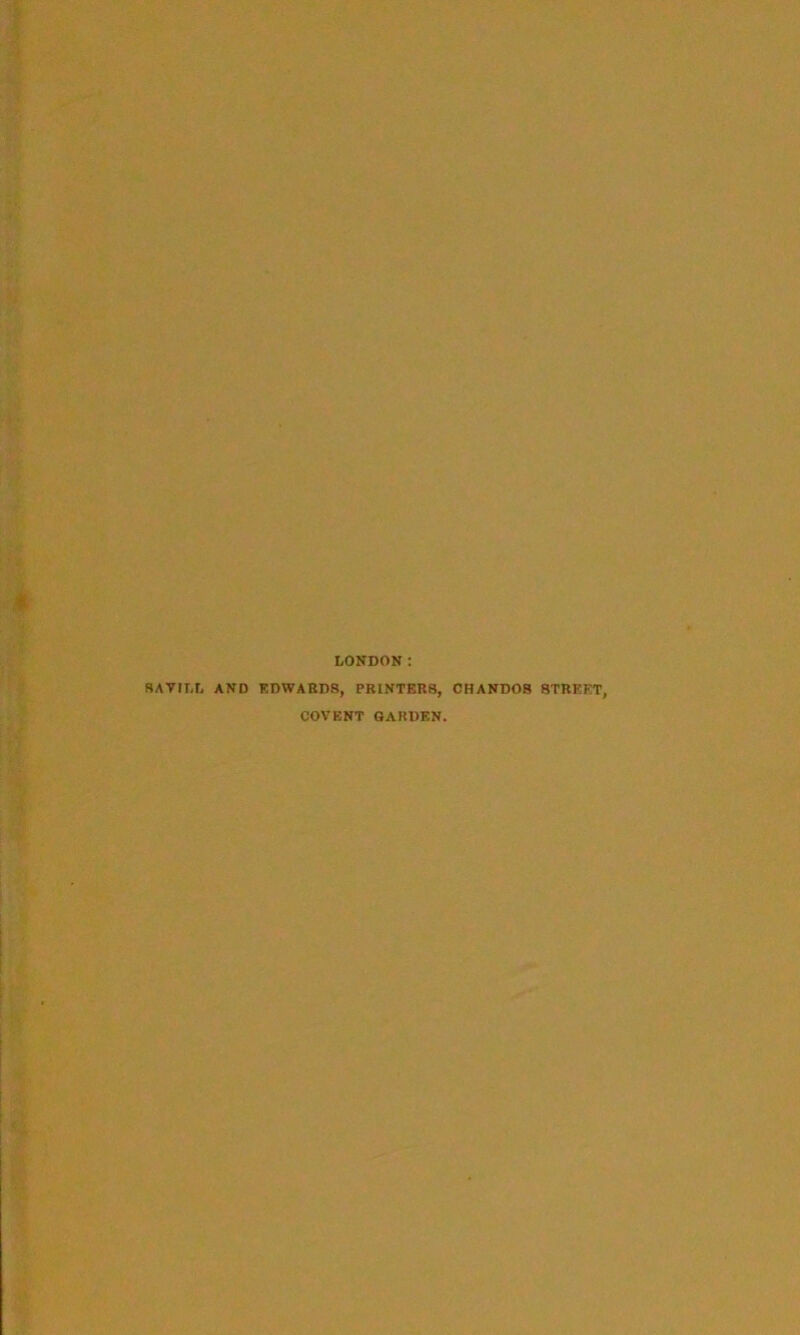 LONDON :
SAVILL AND EDWARDS, PRINTERS, CHANDOS STREET,
COVENT GARDEN.